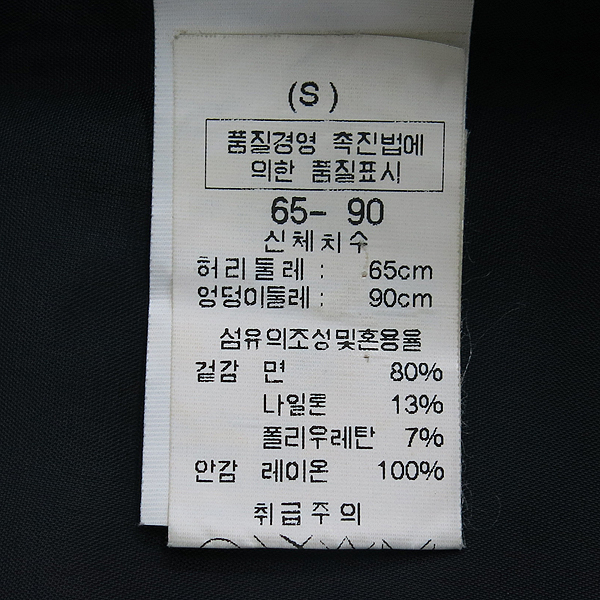 (S)
품질경영 촉진법에
의한 품질표시
65- 90
신체치수
허리둘레 : 65cm
엉덩이둘레 : 90cm
섬유의조성및혼용율
겉감 면 80%
나일론 13%
폴리우레탄 7%
안감 레이온 100%
취급주의